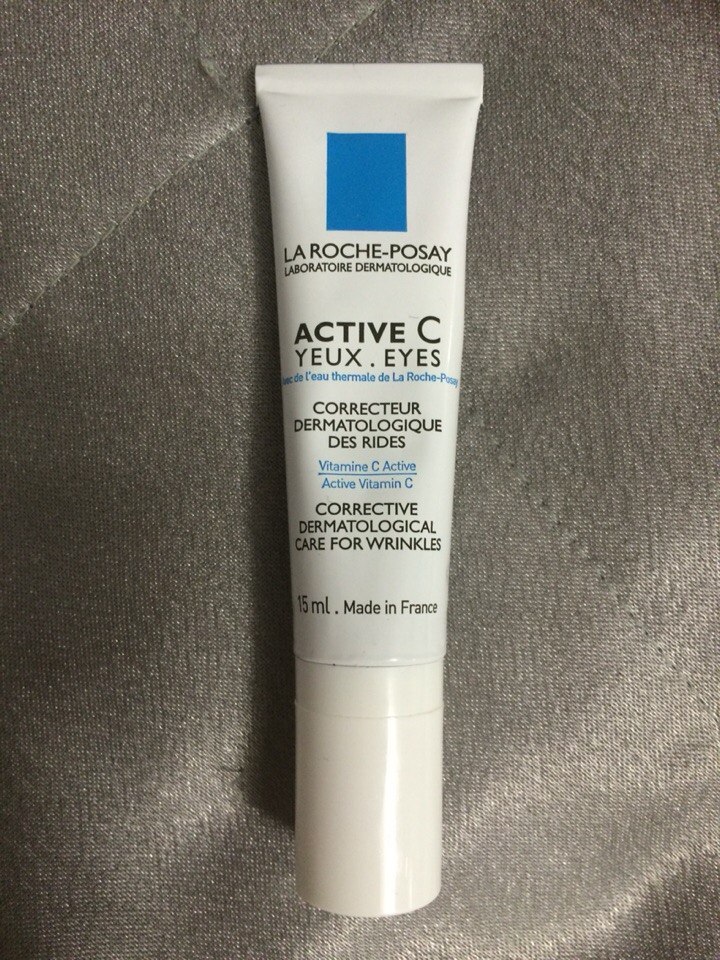 LA ROCHE-POSAY
LABORATOIRE DERMATOLOGIQUE
ACTIVE C
YEUX . EYES
de l'eau thermale de La Roche-Posay
CORRECTEUR
DERMATOLOGIQUE
DES RIDES
Vitamine C Active
Active Vitamin C
CORRECTIVE
DERMATOLOGICAL
CARE FOR WRINKLES
15 ml . Made in France